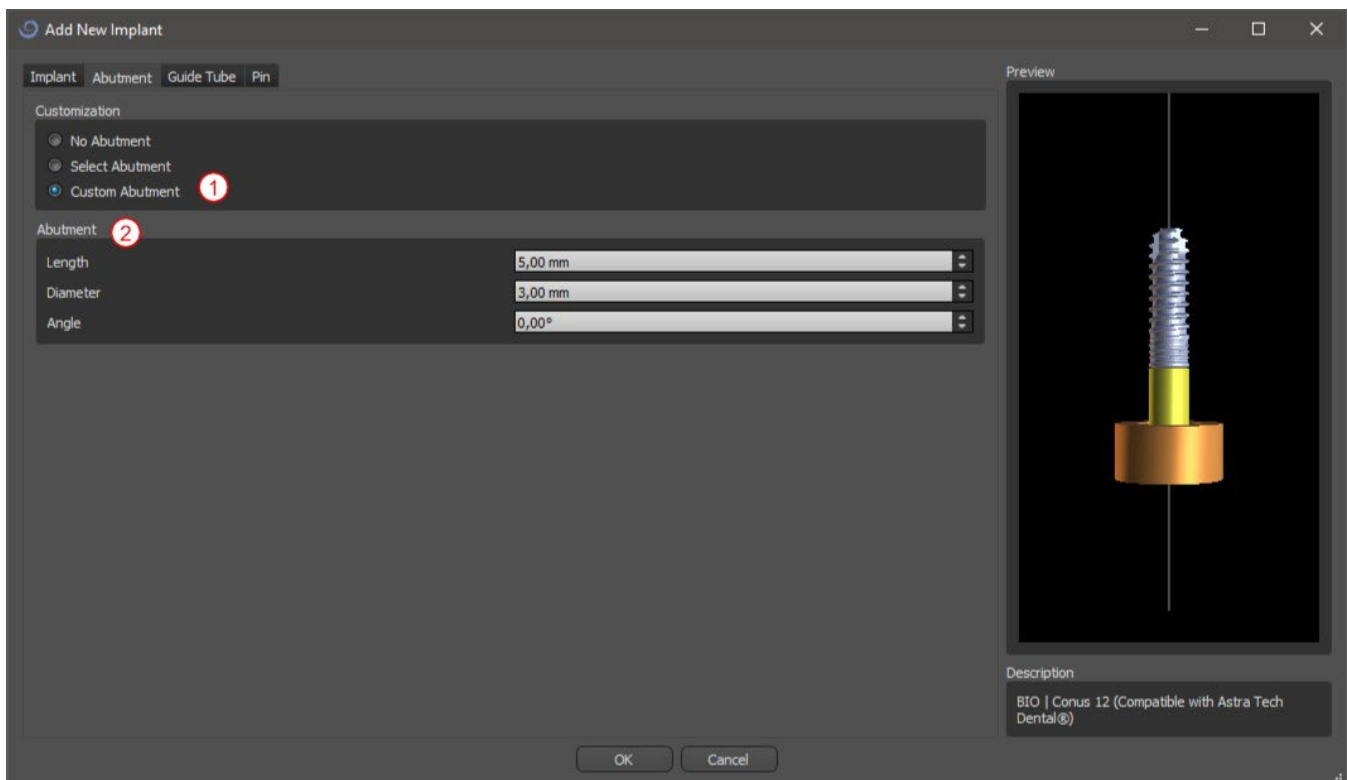 Add New Implant
Implant Abutment Guide Tube Pin
Customization
No Abutment
Select Abutment
Custom Abutment 1
Abutment 2
Length 5,00 mm
Diameter 3,00 mm
Angle 0,00°
Preview
Description
BIO | Conus 12 (Compatible with Astra Tech
Dental®)
OK Cancel